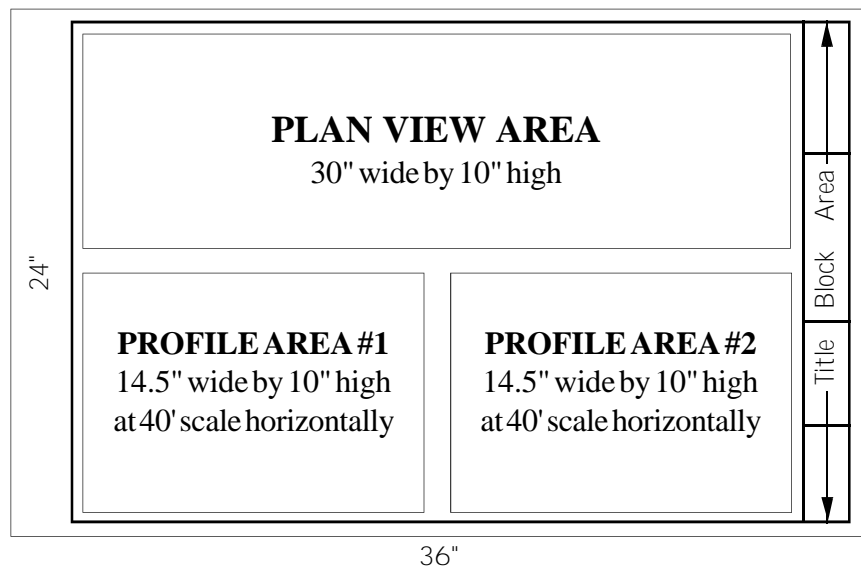 PLAN VIEW AREA
30" wide by 10" high
24"
PROFILE AREA #1
14.5" wide by 10" high
at 40' scale horizontally
PROFILE AREA #2
14.5" wide by 10" high
at 40' scale horizontally
Title Block Area
36"